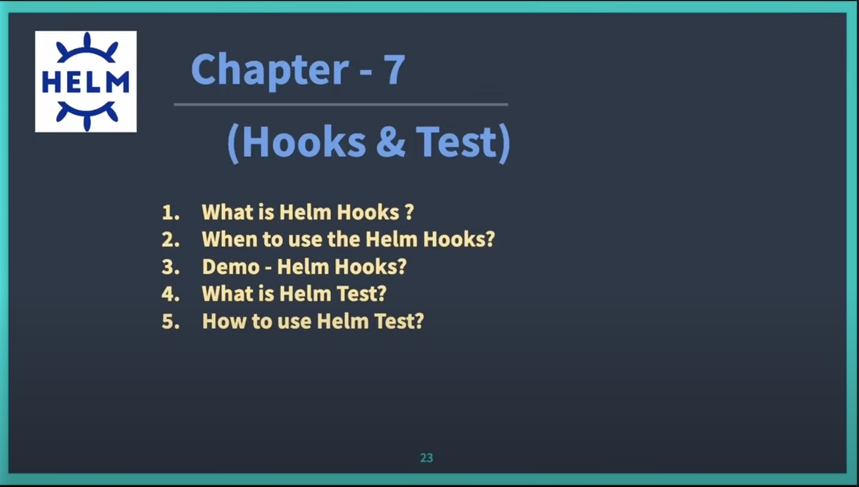 HELM
Chapter - 7
(Hooks & Test)
1. What is Helm Hooks ?
2. When to use the Helm Hooks?
3. Demo - Helm Hooks?
4. What is Helm Test?
5. How to use Helm Test?
23